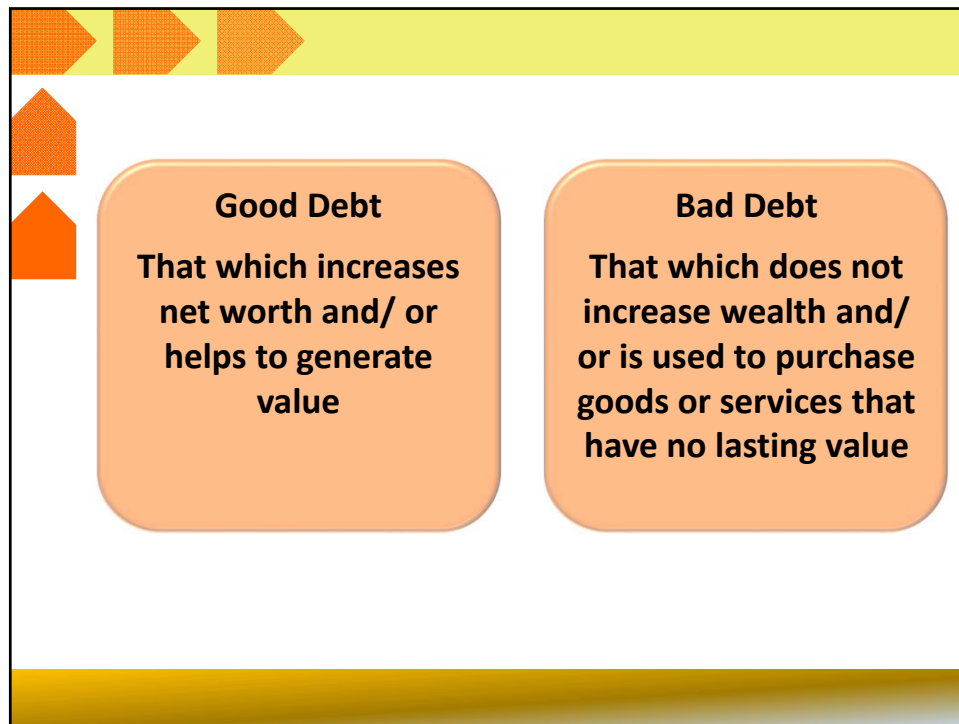 Good Debt
That which increases
net worth and/ or
helps to generate
value
Bad Debt
That which does not
increase wealth and/
or is used to purchase
goods or services that
have no lasting value